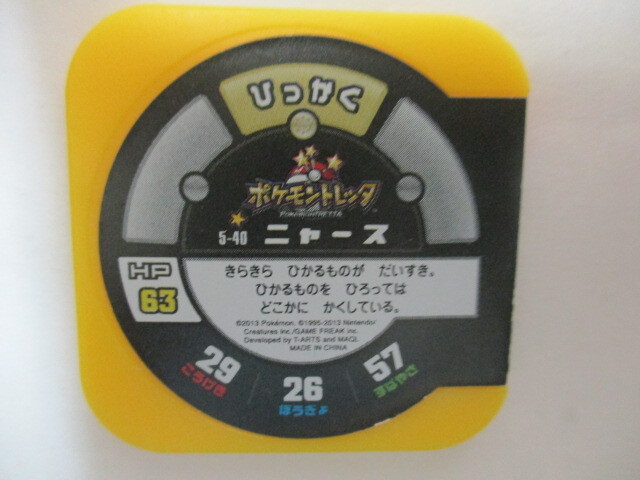 ひっかく
ポケモントレッタ
POKÉMON TRETTA
5-40 ニャース
HP
63
きらきら ひかるものが だいすき。
ひかるものを ひろっては
どこかに かくしている。
©2013 Pokémon. ©1995-2013 Nintendo/
Creatures Inc./GAME FREAK inc.
Developed by T-ARTS and MAQL
MADE IN CHINA
29
こうげき
26
ぼうぎょ
57
すばやさ